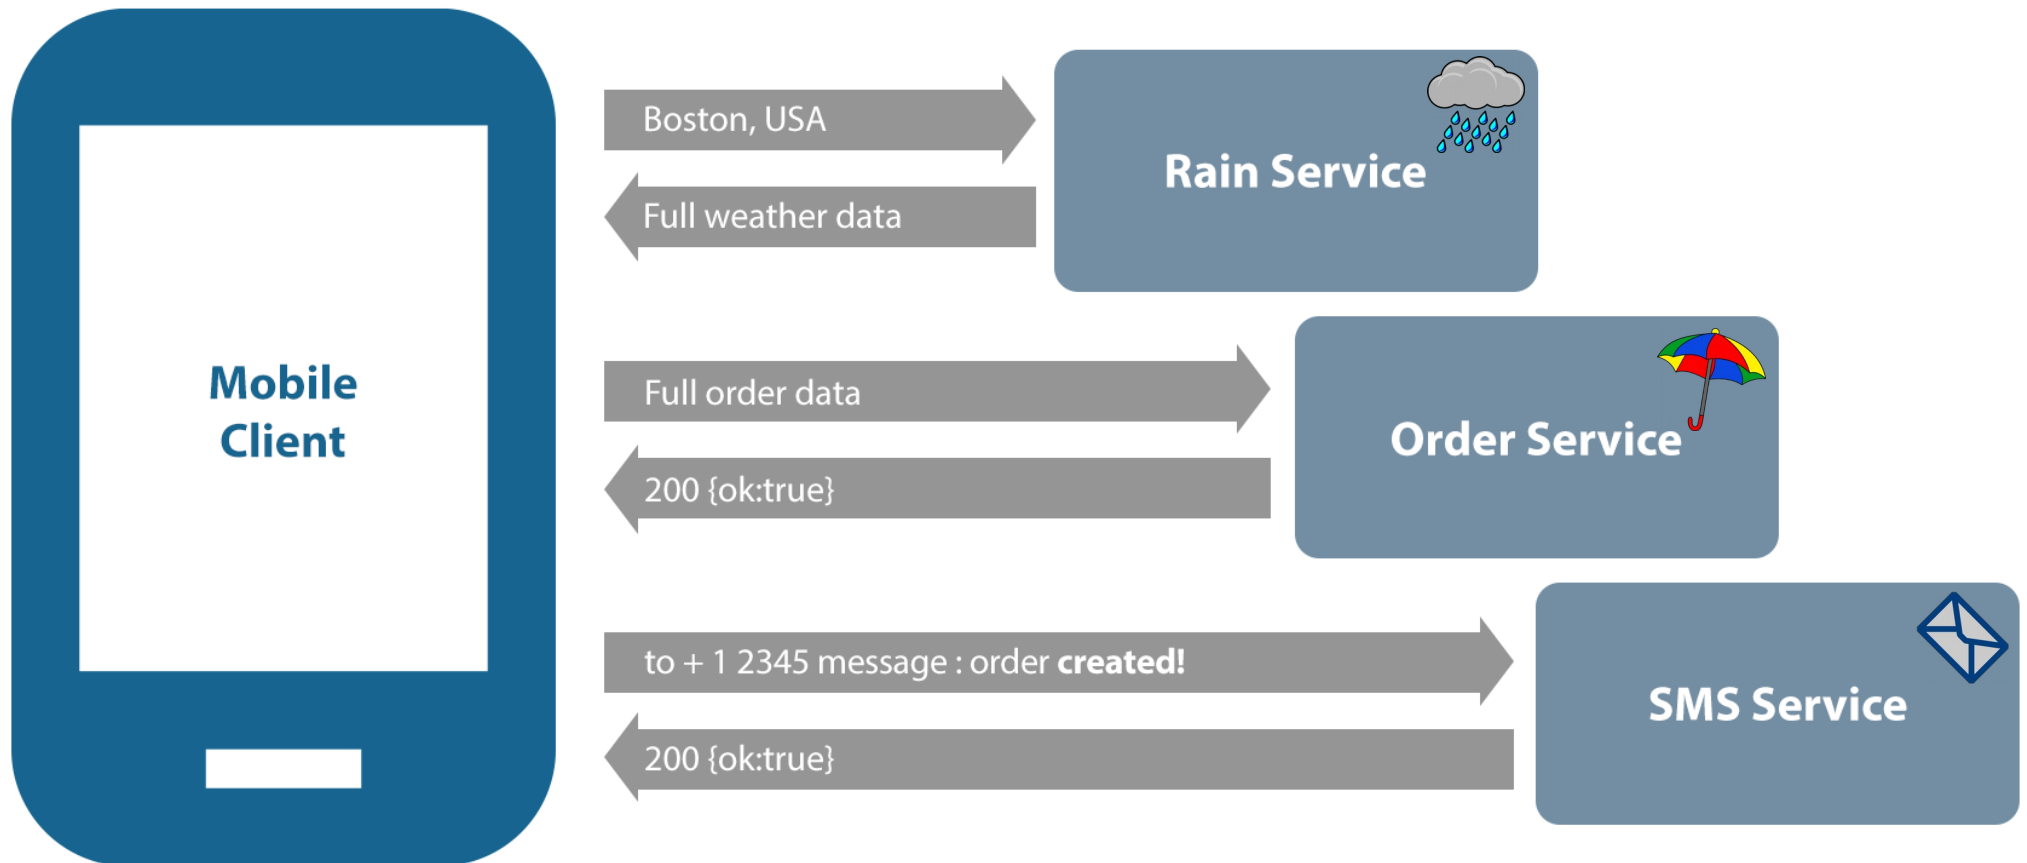 Boston, USA
Full weather data
Rain Service
Mobile
Client
Full order data
200 {ok:true}
Order Service
to + 1 2345 message : order created!
200 {ok:true}
SMS Service